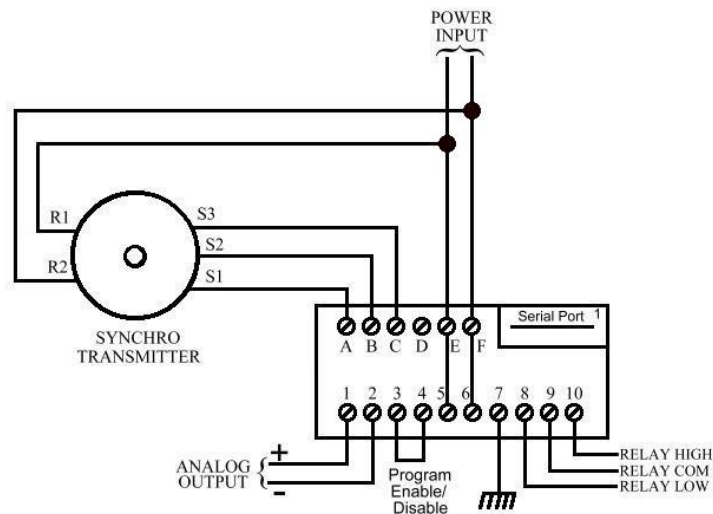 POWER
INPUT
R1
R2
S3
S2
S1
SYNCHRO
TRANSMITTER
Serial Port 1
A B C D E F
1 2 3 4 5 6 7 8 9 10
+
ANALOG
OUTPUT
-
Program
Enable/
Disable
RELAY HIGH
RELAY COM
RELAY LOW